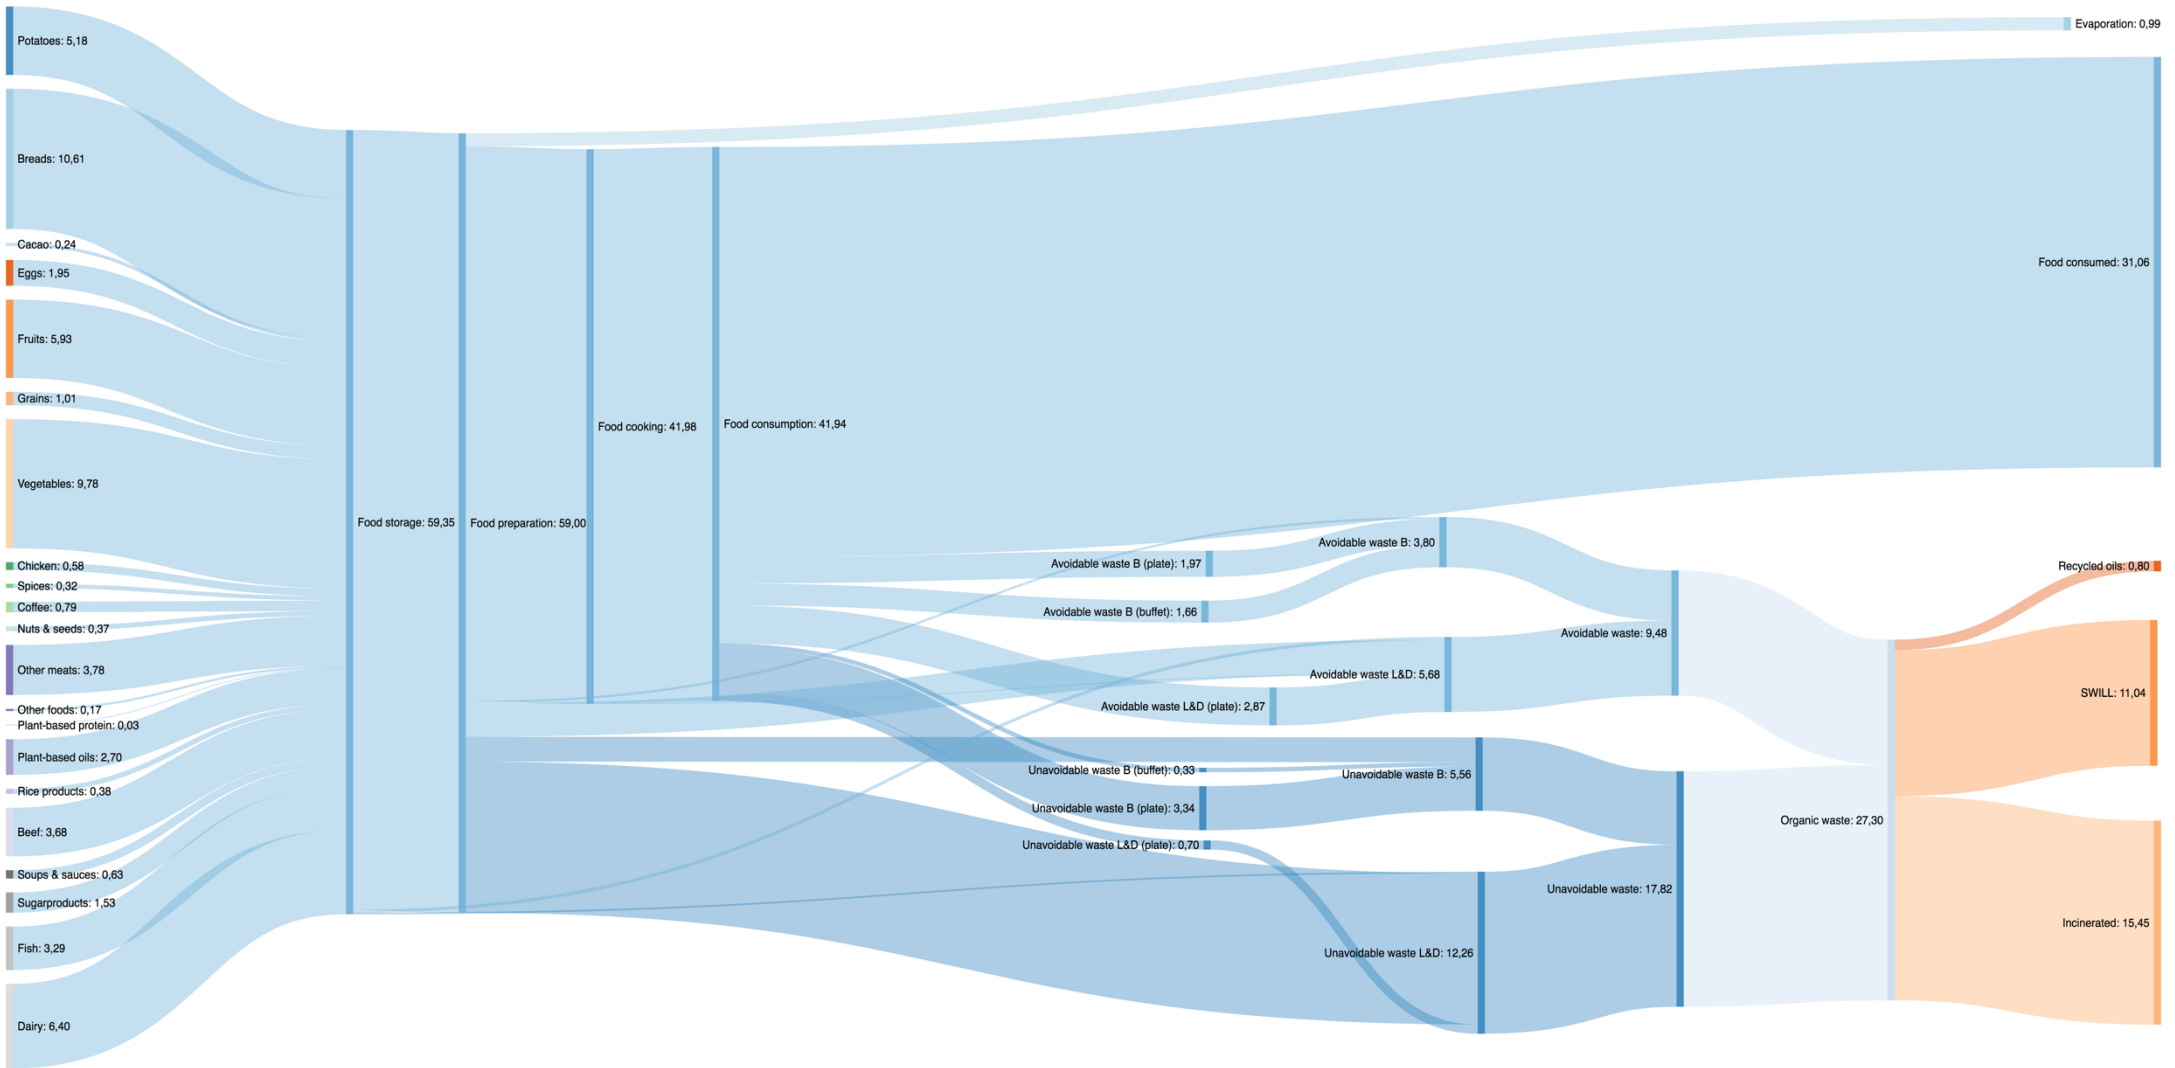 Potatoes: 5,18
Breads: 10,61
Cacao: 0,24
Eggs: 1,95
Fruits: 5,93
Grains: 1,01
Vegetables: 9,78
Chicken: 0,58
Spices: 0,32
Coffee: 0,79
Nuts & seeds: 0,37
Other meats: 3,78
Other foods: 0,17
Plant-based protein: 0,03
Plant-based oils: 2,70
Rice products: 0,38
Beef: 3,68
Soups & sauces: 0,63
Sugarproducts: 1,53
Fish: 3,29
Dairy: 6,40
Food storage: 59,35
Food preparation: 59,00
Food cooking: 41,98
Food consumption: 41,94
Avoidable waste B (plate): 1,97
Avoidable waste B (buffet): 1,66
Avoidable waste L&D (plate): 2,87
Unavoidable waste B (buffet): 0,33
Unavoidable waste B (plate): 3,34
Unavoidable waste L&D (plate): 0,70
Avoidable waste B: 3,80
Avoidable waste L&D: 5,68
Unavoidable waste B: 5,56
Unavoidable waste L&D: 12,26
Avoidable waste: 9,48
Unavoidable waste: 17,82
Organic waste: 27,30
Evaporation: 0,99
Food consumed: 31,06
Recycled oils: 0,80
SWILL: 11,04
Incinerated: 15,45